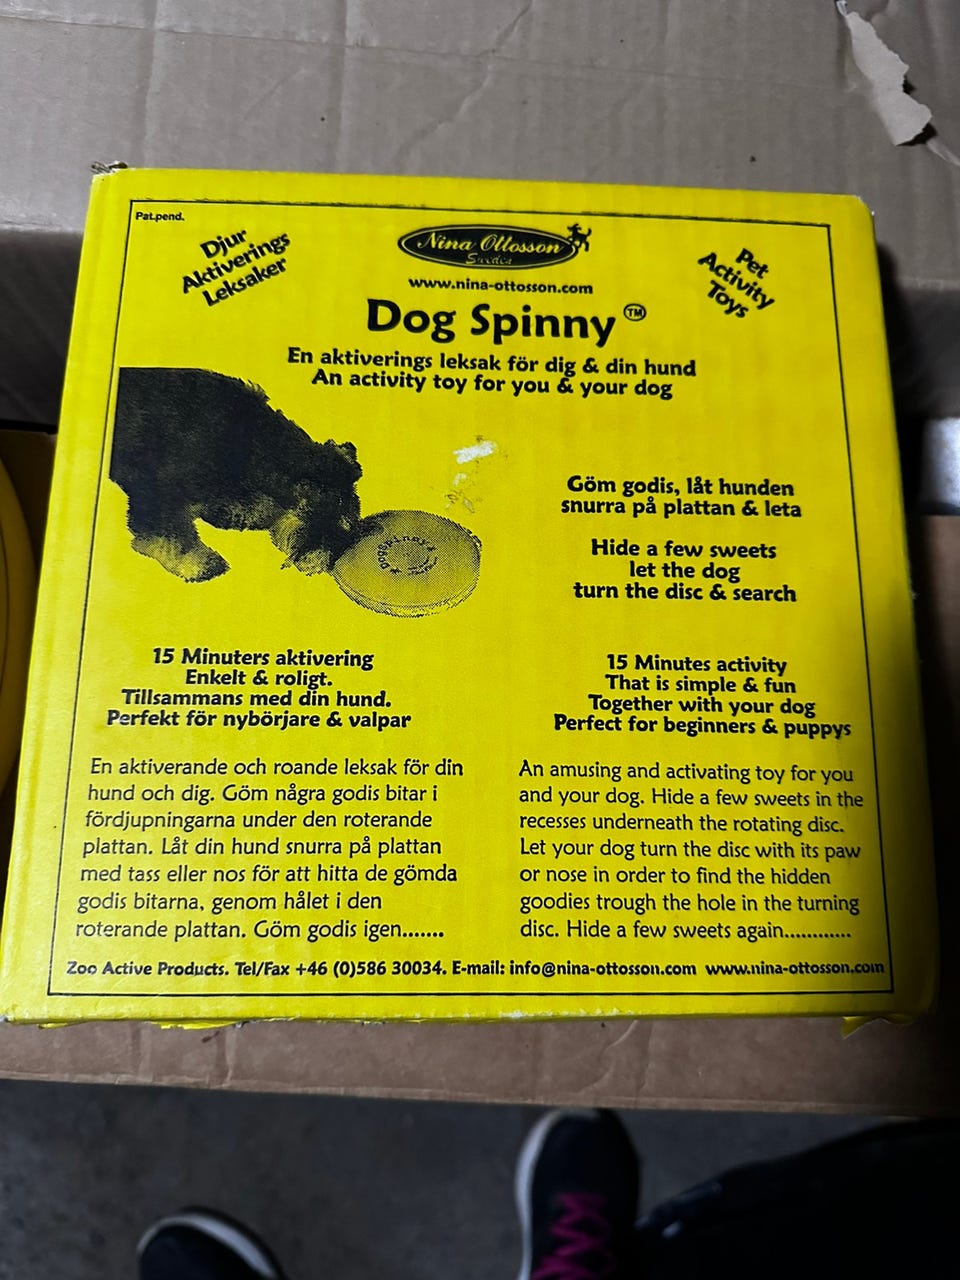 Pat.pend.
Djur
Aktiverings
Leksaker
Nina Ottosson
Sweden
www.nina-ottosson.com
Pet
Activity
Toys
Dog Spinny ™
En aktiverings leksak för dig & din hund
An activity toy for you & your dog
Göm godis, låt hunden
snurra på plattan & leta
Hide a few sweets
let the dog
turn the disc & search
15 Minuters aktivering
Enkelt & roligt.
Tillsammans med din hund.
Perfekt för nybörjare & valpar
15 Minutes activity
That is simple & fun
Together with your dog
Perfect for beginners & puppys
En aktiverande och roande leksak för din
hund och dig. Göm några godis bitar i
fördjupningarna under den roterande
plattan. Låt din hund snurra på plattan
med tass eller nos för att hitta de gömda
godis bitarna, genom hålet i den
roterande plattan. Göm godis igen.......
An amusing and activating toy for you
and your dog. Hide a few sweets in the
recesses underneath the rotating disc.
Let your dog turn the disc with its paw
or nose in order to find the hidden
goodies trough the hole in the turning
disc. Hide a few sweets again............
Zoo Active Products. Tel/Fax +46 (0)586 30034. E-mail: info@nina-ottosson.com www.nina-ottosson.com